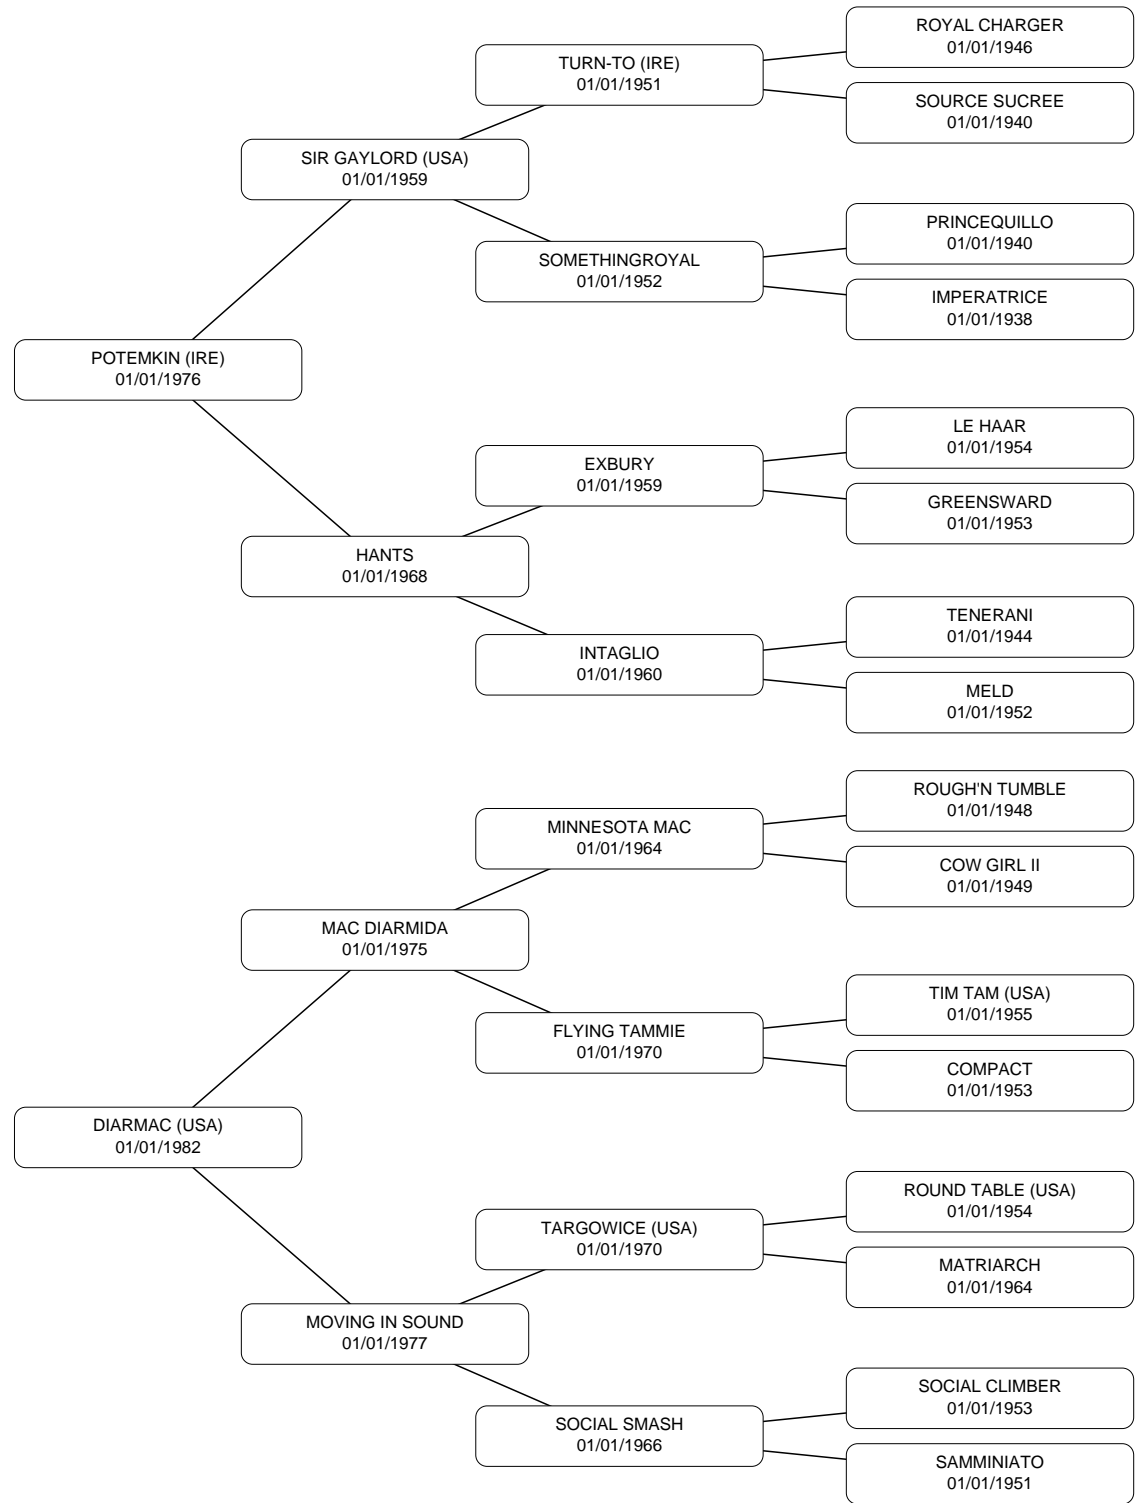 ROYAL CHARGER
01/01/1946
TURN-TO (IRE)
01/01/1951
SOURCE SUCREE
01/01/1940
SIR GAYLORD (USA)
01/01/1959
PRINCEQUILLO
01/01/1940
SOMETHINGROYAL
01/01/1952
IMPERATRICE
01/01/1938
POTEMKIN (IRE)
01/01/1976
LE HAAR
01/01/1954
EXBURY
01/01/1959
GREENSWARD
01/01/1953
HANTS
01/01/1968
TENERANI
01/01/1944
INTAGLIO
01/01/1960
MELD
01/01/1952
ROUGH'N TUMBLE
01/01/1948
MINNESOTA MAC
01/01/1964
COW GIRL II
01/01/1949
MAC DIARMIDA
01/01/1975
TIM TAM (USA)
01/01/1955
FLYING TAMMIE
01/01/1970
COMPACT
01/01/1953
DIARMAC (USA)
01/01/1982
ROUND TABLE (USA)
01/01/1954
TARGOWICE (USA)
01/01/1970
MATRIARCH
01/01/1964
MOVING IN SOUND
01/01/1977
SOCIAL CLIMBER
01/01/1953
SOCIAL SMASH
01/01/1966
SAMMINIATO
01/01/1951